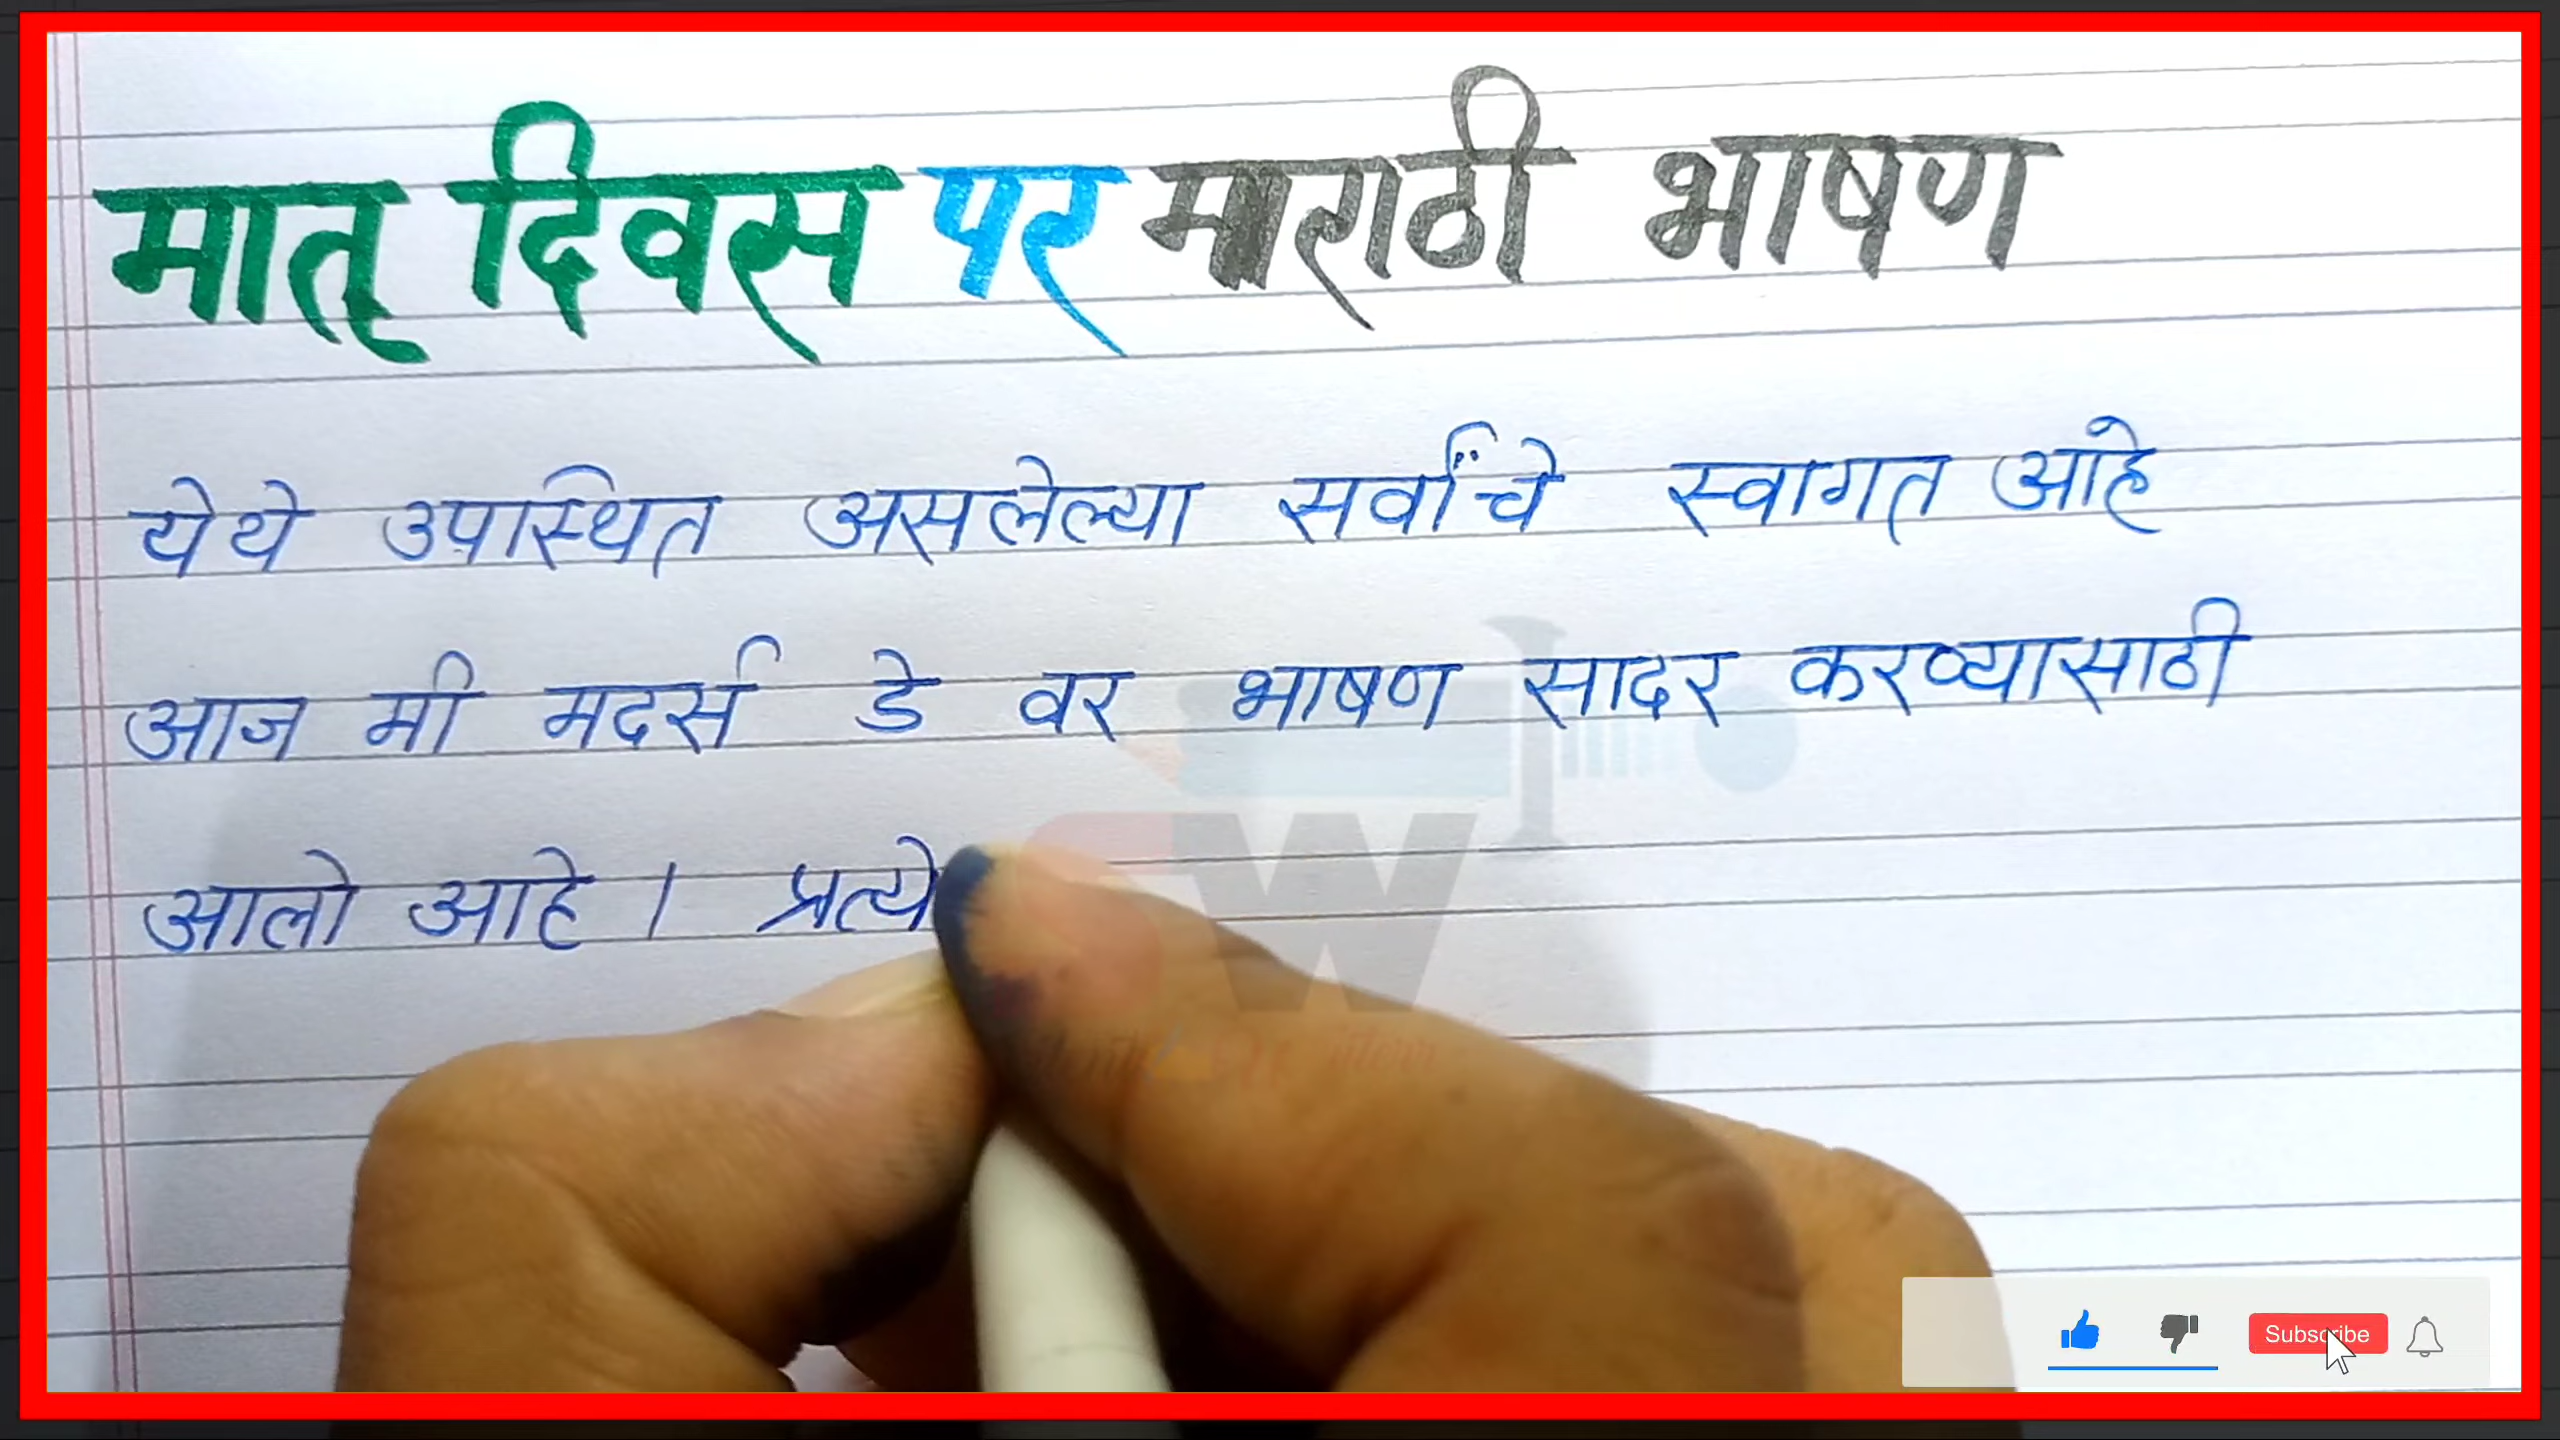 मातृ दिवस पर मराठी भाषण
येथे उपस्थित असलेल्या सर्वांचे स्वागत आहे
आज मी मदर्स डे वर भाषण सादर करण्यासाठी
आलो आहे । प्रत्ये
W
Subscribe